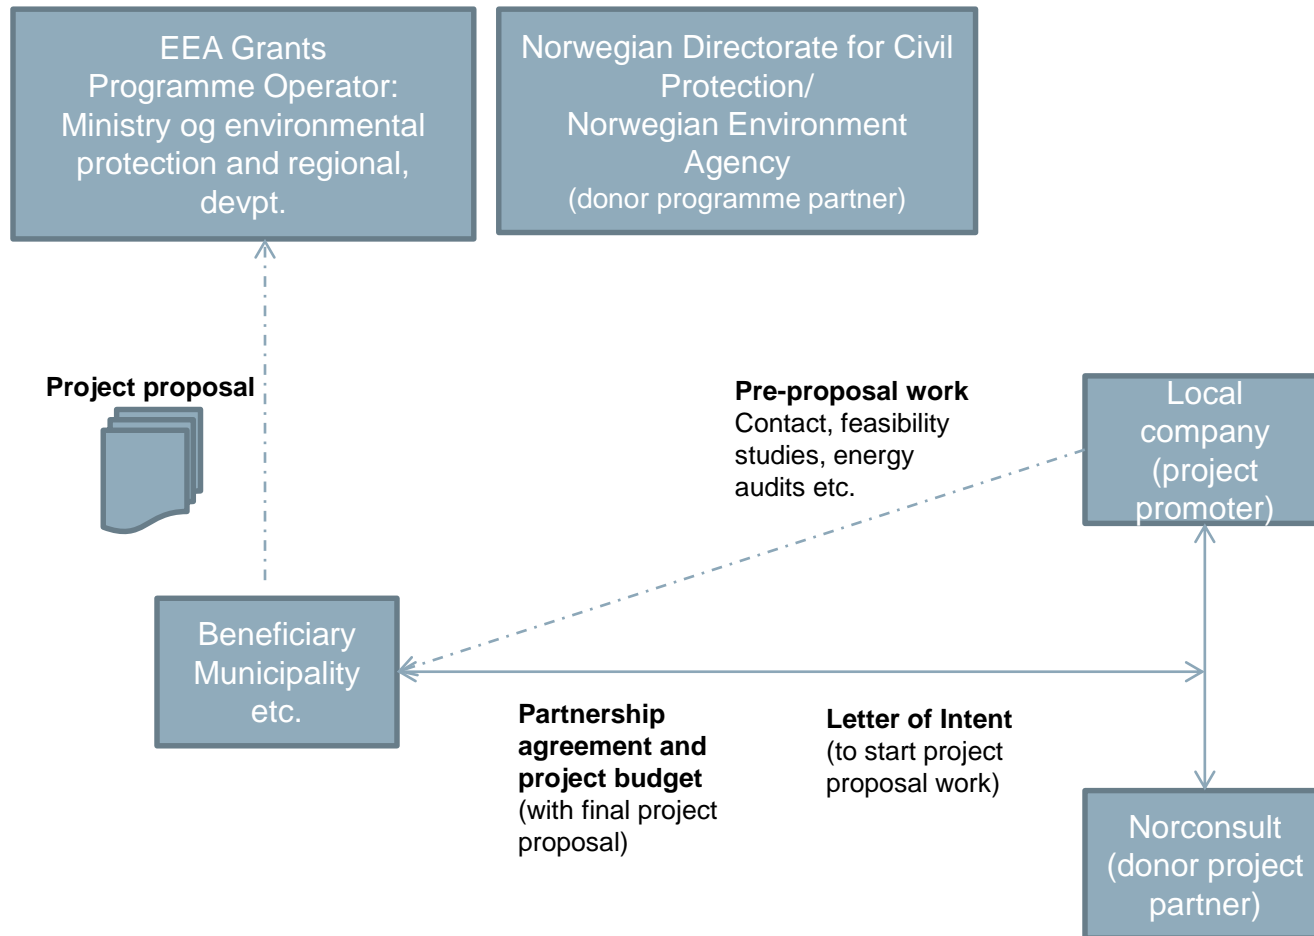 EEA Grants
Programme Operator:
Ministry og environmental
protection and regional,
devpt.
Norwegian Directorate for Civil
Protection/
Norwegian Environment
Agency
(donor programme partner)
Project proposal
Pre-proposal work
Contact, feasibility
studies, energy
audits etc.
Local
company
(project
promoter)
Beneficiary
Municipality
etc.
Partnership
agreement and
project budget
(with final project
proposal)
Letter of Intent
(to start project
proposal work)
Norconsult
(donor project
partner)